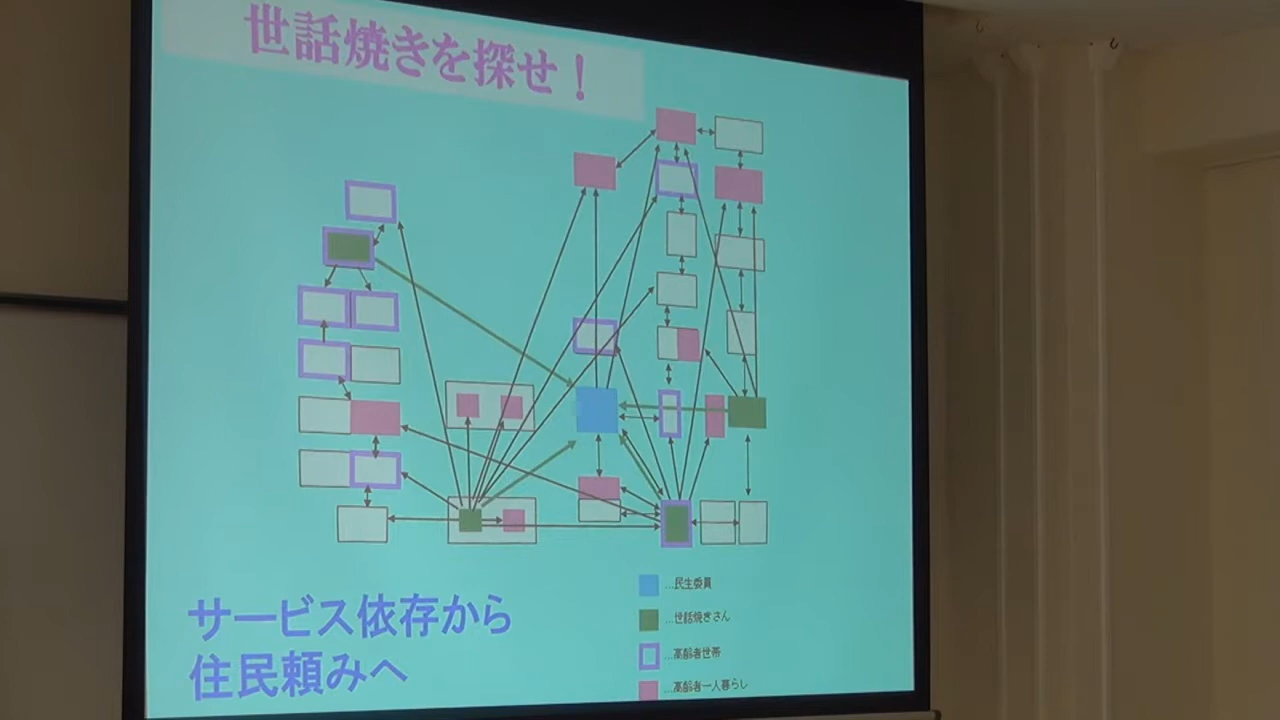 世話焼きを探せ！
サービス依存から
住民頼みへ
…民生委員
…世話焼きさん
…高齢者世帯
…高齢者一人暮らし